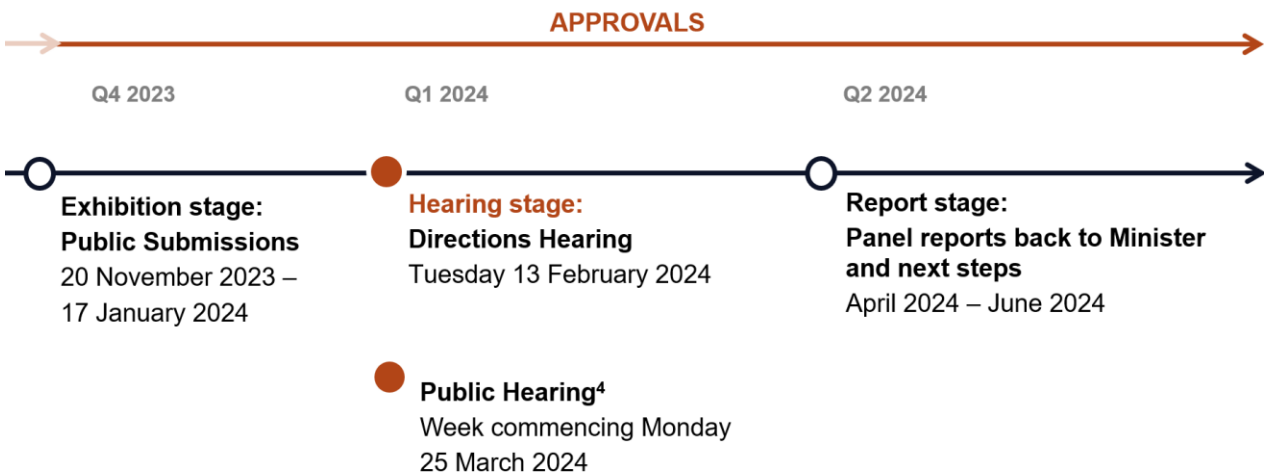 APPROVALS
Q4 2023
Q1 2024
Q2 2024
Exhibition stage:
Public Submissions
20 November 2023 –
17 January 2024
Hearing stage:
Directions Hearing
Tuesday 13 February 2024
Public Hearing⁴
Week commencing Monday
25 March 2024
Report stage:
Panel reports back to Minister
and next steps
April 2024 – June 2024